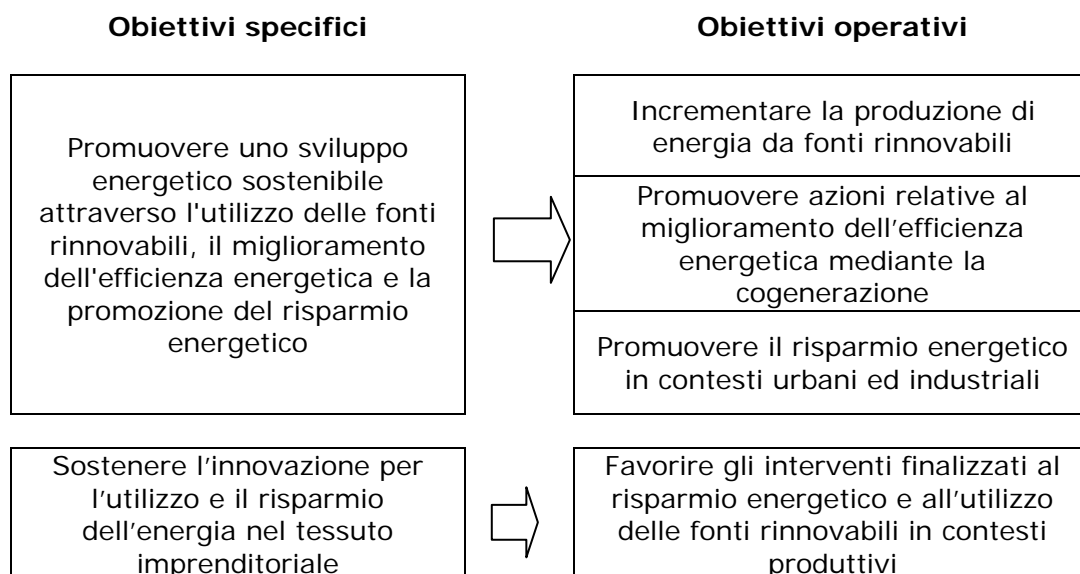 Obiettivi specifici
Obiettivi operativi
Promuovere uno sviluppo
energetico sostenibile
attraverso l'utilizzo delle fonti
rinnovabili, il miglioramento
dell'efficienza energetica e la
promozione del risparmio
energetico
Incrementare la produzione di
energia da fonti rinnovabili
Promuovere azioni relative al
miglioramento dell’efficienza
energetica mediante la
cogenerazione
Promuovere il risparmio energetico
in contesti urbani ed industriali
Sostenere l’innovazione per
l’utilizzo e il risparmio
dell’energia nel tessuto
imprenditoriale
Favorire gli interventi finalizzati al
risparmio energetico e all’utilizzo
delle fonti rinnovabili in contesti
produttivi